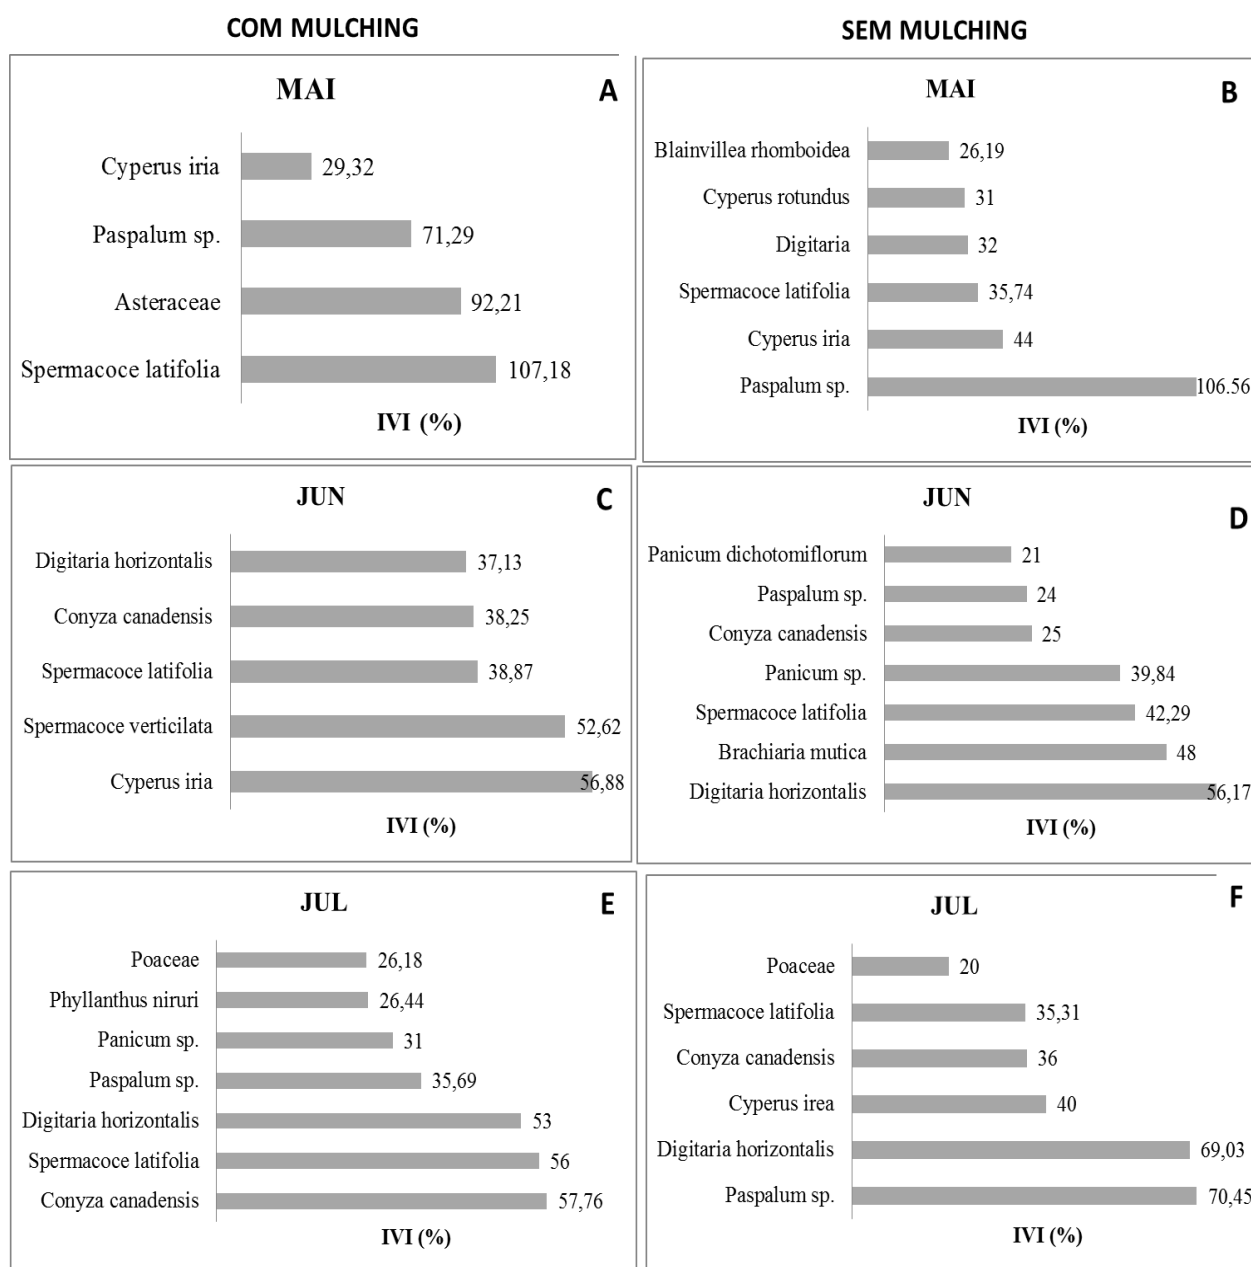 COM MULCHING
SEM MULCHING
MAI
A
Cyperus iria 29,32
Paspalum sp. 71,29
Asteraceae 92,21
Spermacoce latifolia 107,18
IVI (%)
MAI
B
Blainvillea rhomboidea 26,19
Cyperus rotundus 31
Digitaria 32
Spermacoce latifolia 35,74
Cyperus iria 44
Paspalum sp. 106.56
IVI (%)
JUN
C
Digitaria horizontalis 37,13
Conyza canadensis 38,25
Spermacoce latifolia 38,87
Spermacoce verticilata 52,62
Cyperus iria 56,88
IVI (%)
JUN
D
Panicum dichotomiflorum 21
Paspalum sp. 24
Conyza canadensis 25
Panicum sp. 39,84
Spermacoce latifolia 42,29
Brachiaria mutica 48
Digitaria horizontalis 56,17
IVI (%)
JUL
E
Poaceae 26,18
Phyllanthus niruri 26,44
Panicum sp. 31
Paspalum sp. 35,69
Digitaria horizontalis 53
Spermacoce latifolia 56
Conyza canadensis 57,76
IVI (%)
JUL
F
Poaceae 20
Spermacoce latifolia 35,31
Conyza canadensis 36
Cyperus irea 40
Digitaria horizontalis 69,03
Paspalum sp. 70,45
IVI (%)